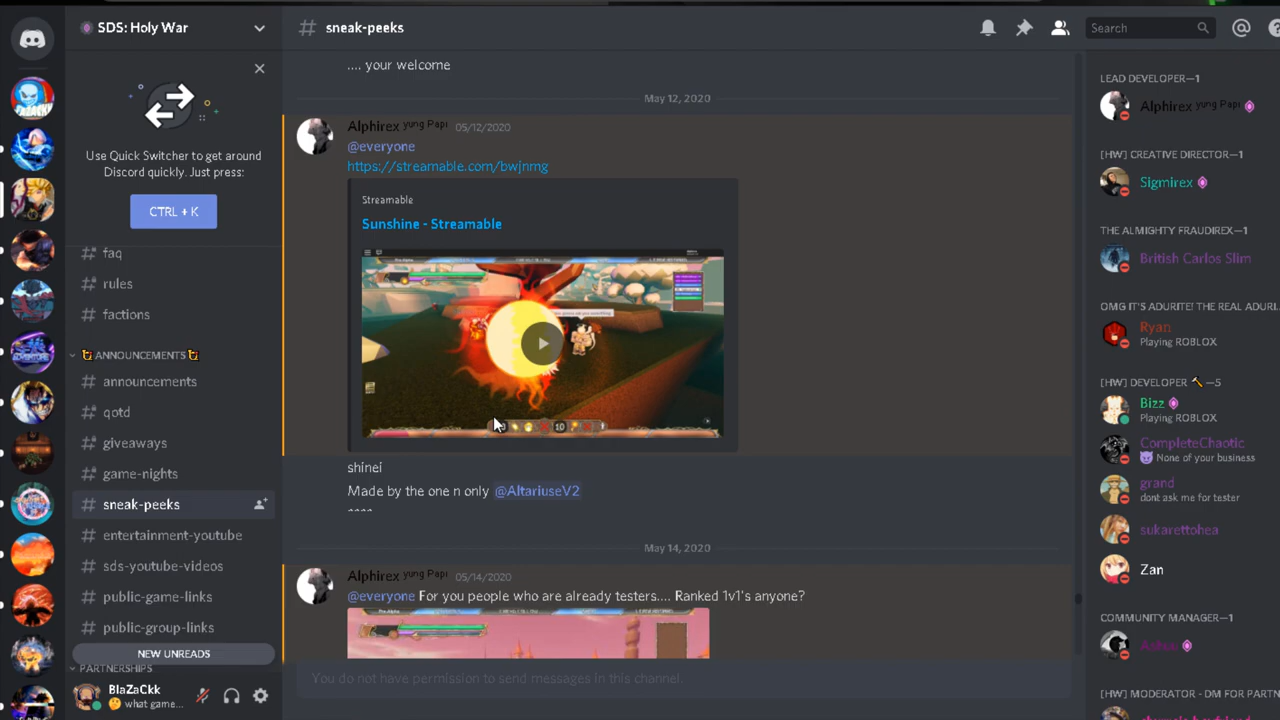 SDS: Holy War
Use Quick Switcher to get around
Discord quickly. Just press:
CTRL + K
faq
rules
factions
ANNOUNCEMENTS
announcements
qotd
giveaways
game-nights
sneak-peeks
entertainment-youtube
sds-youtube-videos
public-game-links
public-group-links
NEW UNREADS
PARTNERSHIPS
BlaZaCkk
what game...
# sneak-peeks
Search
.... your welcome
May 12, 2020
Alphirex yung Papi 05/12/2020
@everyone
https://streamable.com/bwjnrng
Streamable
Sunshine - Streamable
shinei
Made by the one n only @AltariuseV2
May 14, 2020
Alphirex yung Papi 05/14/2020
@everyone For you people who are already testers.... Ranked 1v1's anyone?
You do not have permission to send messages in this channel.
LEAD DEVELOPER—1
Alphirex yung Papi
[HW] CREATIVE DIRECTOR—1
Sigmirex
THE ALMIGHTY FRAUDIREX—1
British Carlos Slim
OMG IT'S ADURITE! THE REAL ADURI
Ryan
Playing ROBLOX
[HW] DEVELOPER —5
Bizz
Playing ROBLOX
CompleteChaotic
None of your business
grand
dont ask me for tester
sukarettohea
Zan
COMMUNITY MANAGER—1
[HW] MODERATOR - DM FOR PARTN